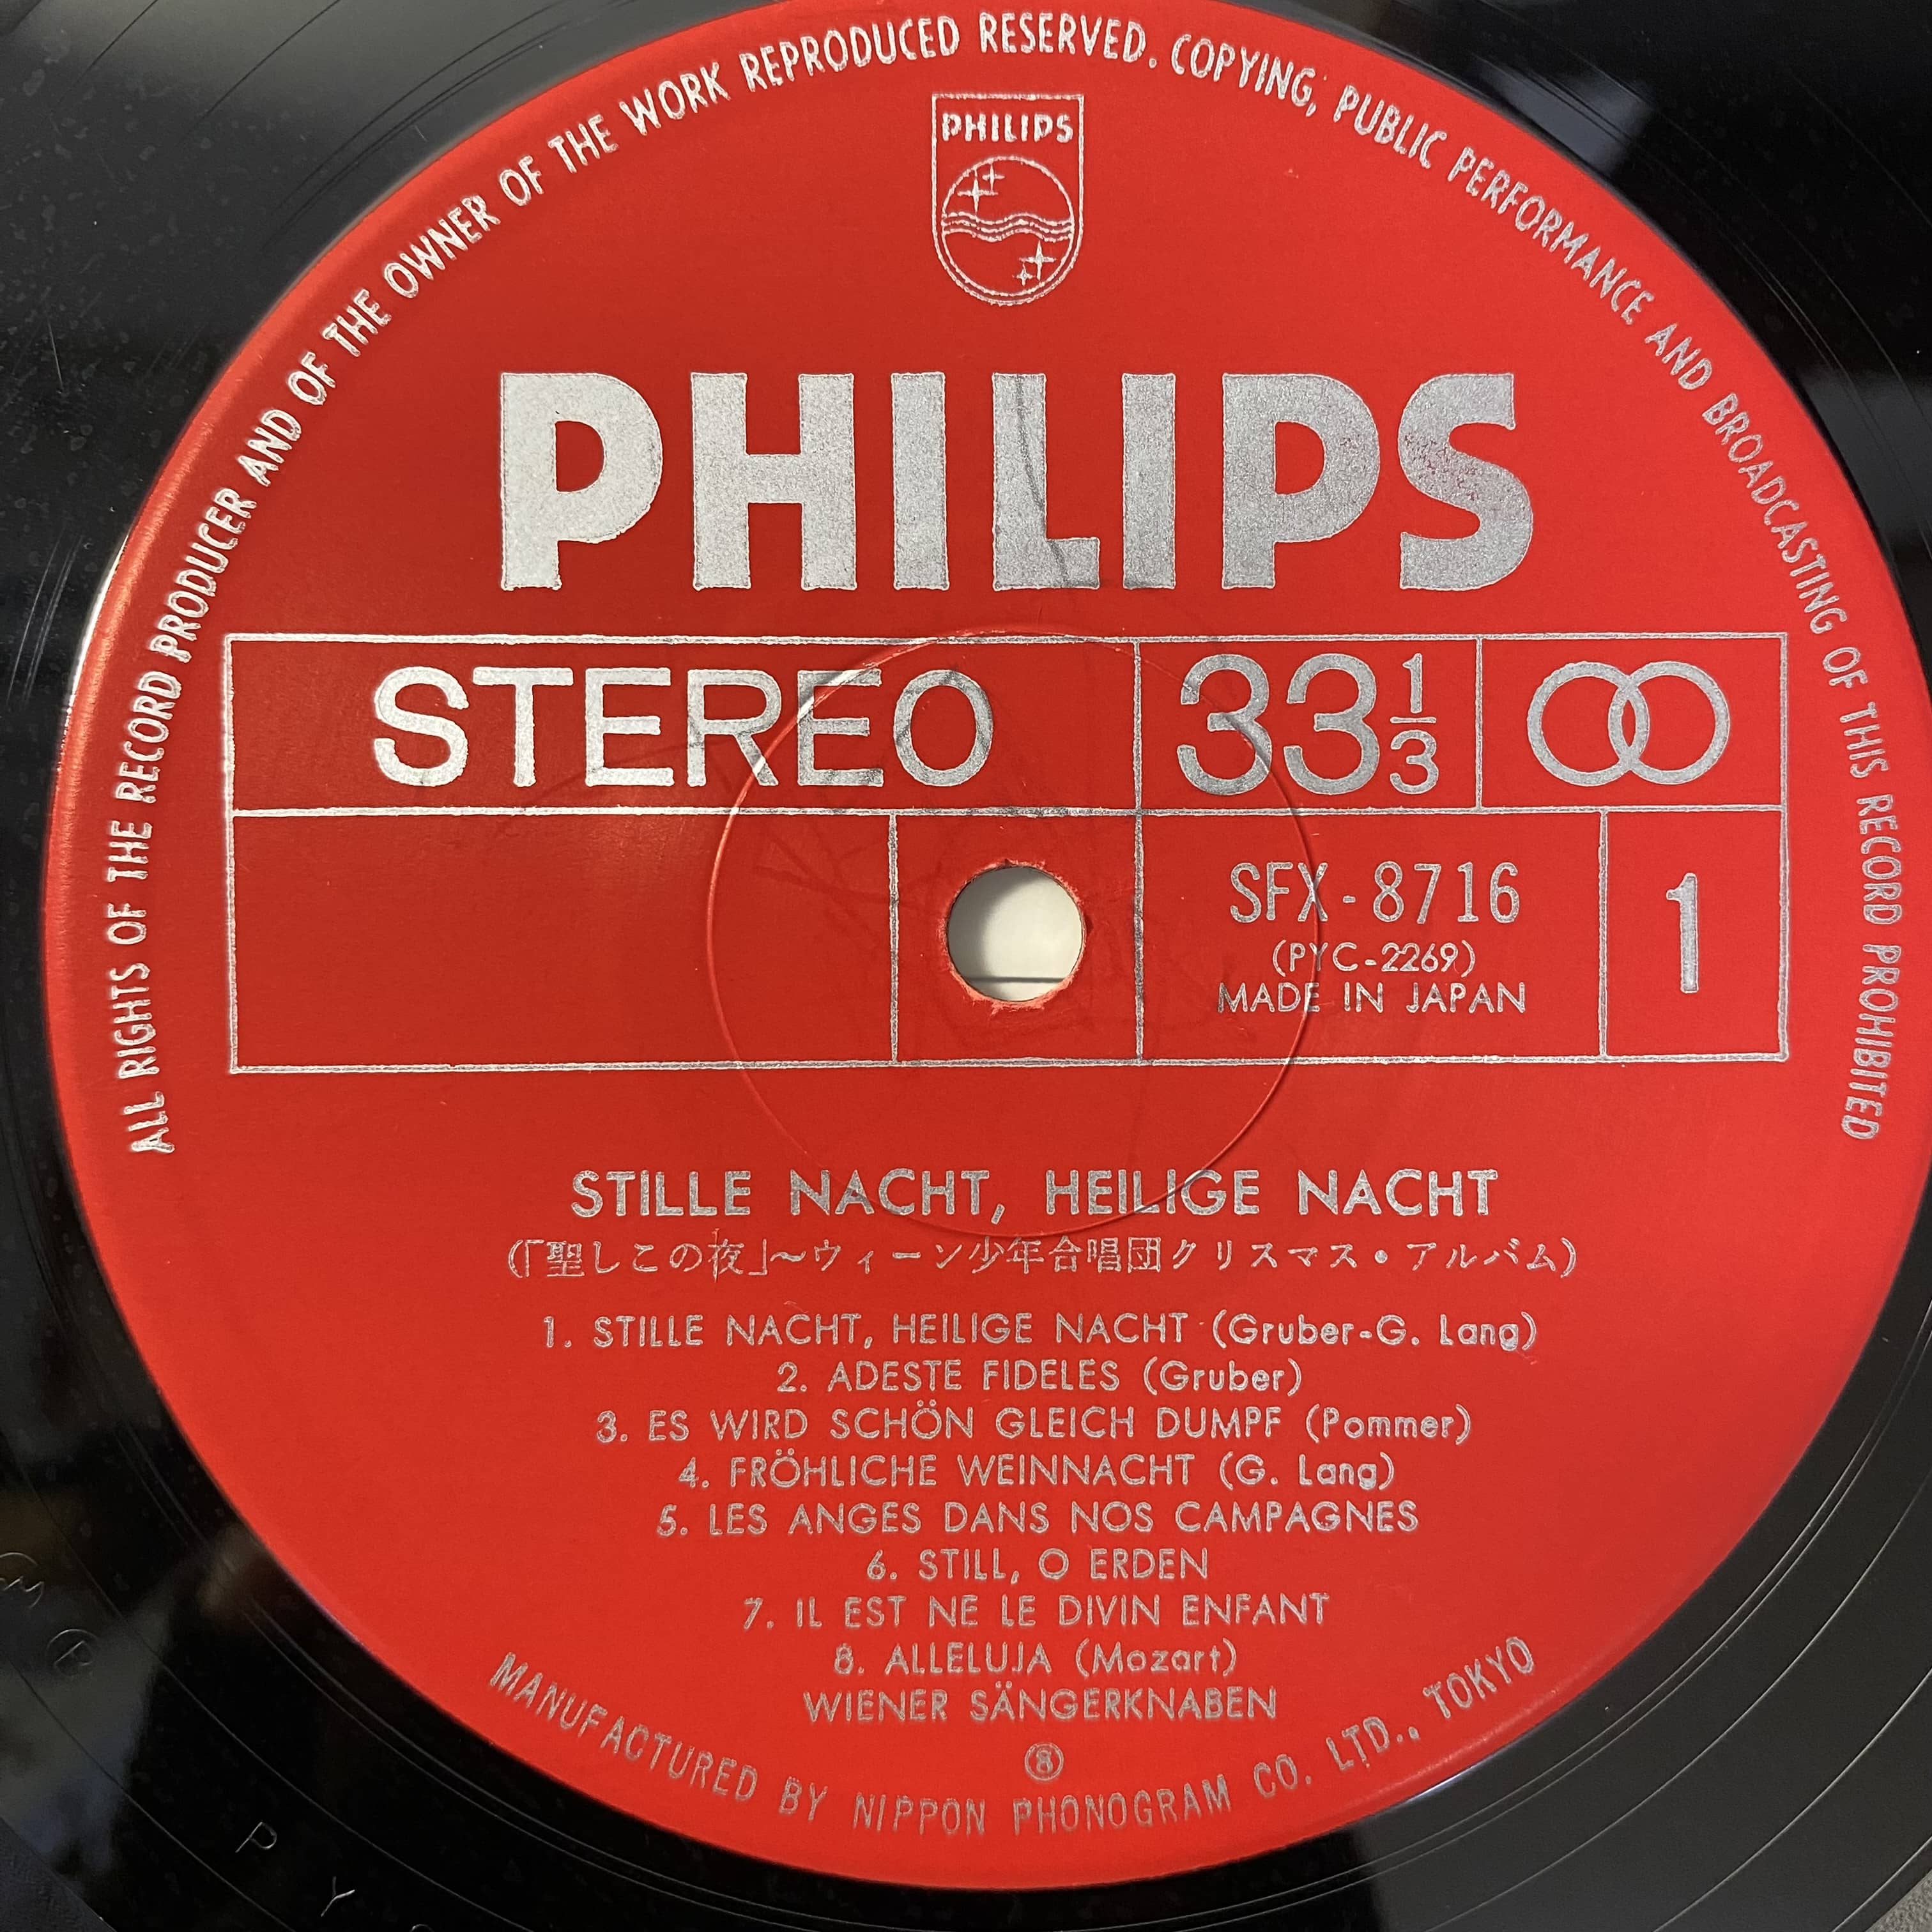 ALL RIGHTS OF THE RECORD PRODUCER AND OF THE OWNER OF THE WORK REPRODUCED RESERVED. COPYING, PUBLIC PERFORMANCE AND BROADCASTING OF THIS RECORD PROHIBITED
PHILIPS
PHILIPS
STEREO 33 1/3
SFX-8716 1
(PYC-2269)
MADE IN JAPAN
STILLE NACHT, HEILIGE NACHT
(「聖しこの夜」~ウィーン少年合唱団クリスマス・アルバム)
1. STILLE NACHT, HEILIGE NACHT (Gruber-G. Lang)
2. ADESTE FIDELES (Gruber)
3. ES WIRD SCHÖN GLEICH DUMPF (Pommer)
4. FRÖHLICHE WEINNACHT (G. Lang)
5. LES ANGES DANS NOS CAMPAGNES
6. STILL, O ERDEN
7. IL EST NE LE DIVIN ENFANT
8. ALLELUJA (Mozart)
WIENER SÄNGERKNABEN
⑧
MANUFACTURED BY NIPPON PHONOGRAM CO. LTD., TOKYO
P Y